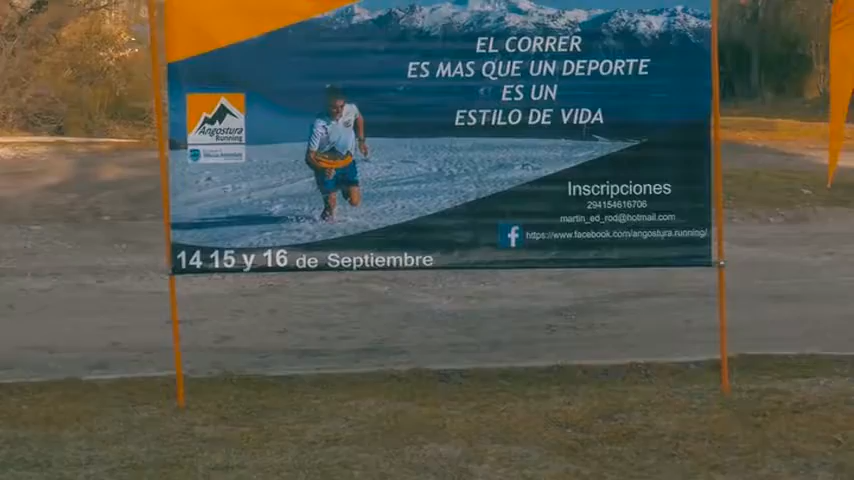 EL CORRER
ES MAS QUE UN DEPORTE
ES UN
ESTILO DE VIDA
Angostura
Running
Inscripciones
294154616706
martin_ed_rod@hotmail.com
f https://www.facebook.com/angostura.running/
14 15 y 16 de Septiembre